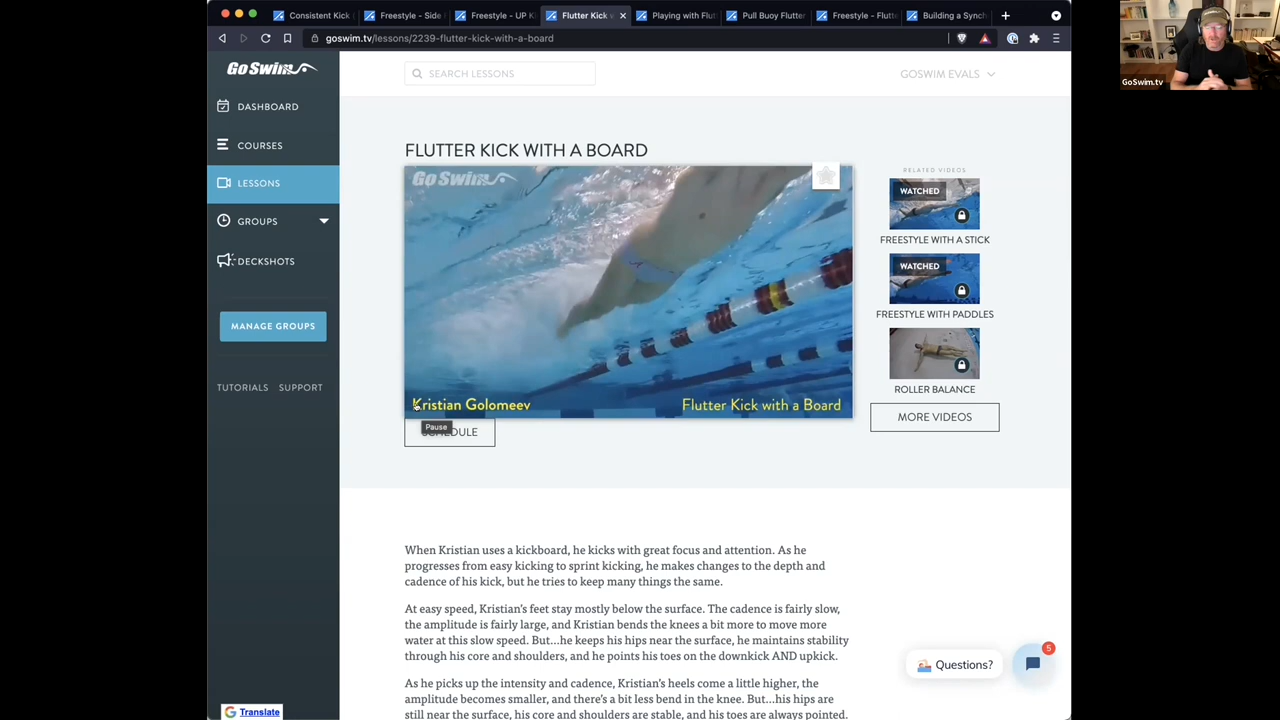 Consistent Kick
Freestyle - Side
Freestyle - UP K
Flutter Kick
Playing with Flut
Pull Buoy Flutter
Freestyle - Flutte
Building a Synch
goswim.tv/lessons/2239-flutter-kick-with-a-board
GoSwim
SEARCH LESSONS
GOSWIM EVALS
GoSwim.tv
DASHBOARD
COURSES
LESSONS
GROUPS
DECKSHOTS
MANAGE GROUPS
TUTORIALS SUPPORT
FLUTTER KICK WITH A BOARD
GoSwim
Kristian Golomeev
Flutter Kick with a Board
Pause
SCHEDULE
RELATED VIDEOS
WATCHED
FREESTYLE WITH A STICK
WATCHED
FREESTYLE WITH PADDLES
ROLLER BALANCE
MORE VIDEOS
When Kristian uses a kickboard, he kicks with great focus and attention. As he
progresses from easy kicking to sprint kicking, he makes changes to the depth and
cadence of his kick, but he tries to keep many things the same.
At easy speed, Kristian's feet stay mostly below the surface. The cadence is fairly slow,
the amplitude is fairly large, and Kristian bends the knees a bit more to move more
water at this slow speed. But...he keeps his hips near the surface, he maintains stability
through his core and shoulders, and he points his toes on the downkick AND upkick.
As he picks up the intensity and cadence, Kristian's heels come a little higher, the
amplitude becomes smaller, and there's a bit less bend in the knee. But...his hips are
still near the surface, his core and shoulders are stable, and his toes are always pointed.
Questions?
5
Translate